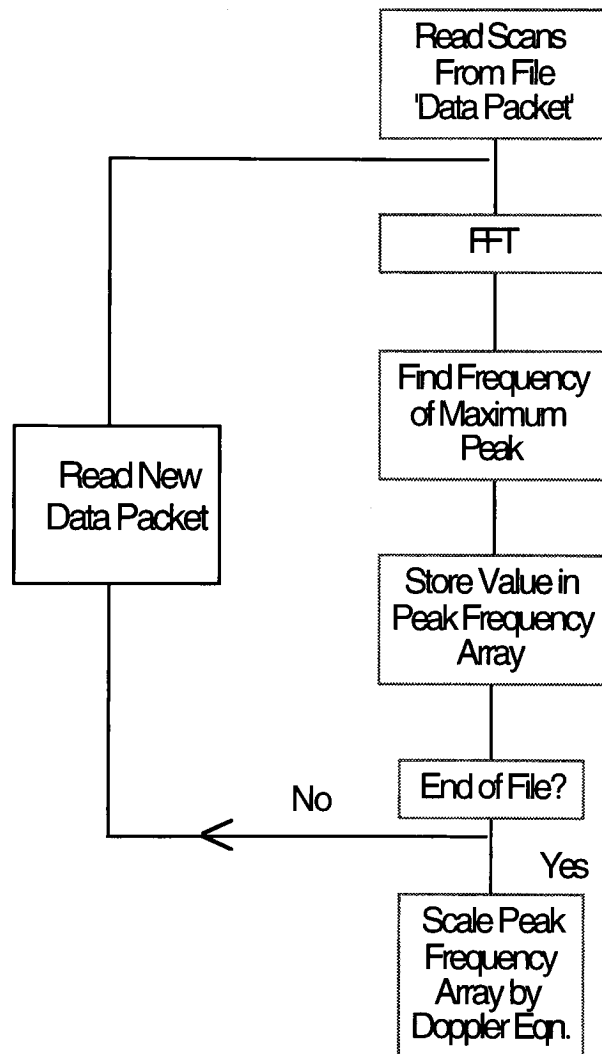 Read Scans
From File
'Data Packet'
FFT
Find Frequency
of Maximum
Peak
Read New
Data Packet
Store Value in
Peak Frequency
Array
End of File?
No
Yes
Scale Peak
Frequency
Array by
Doppler Eqn.